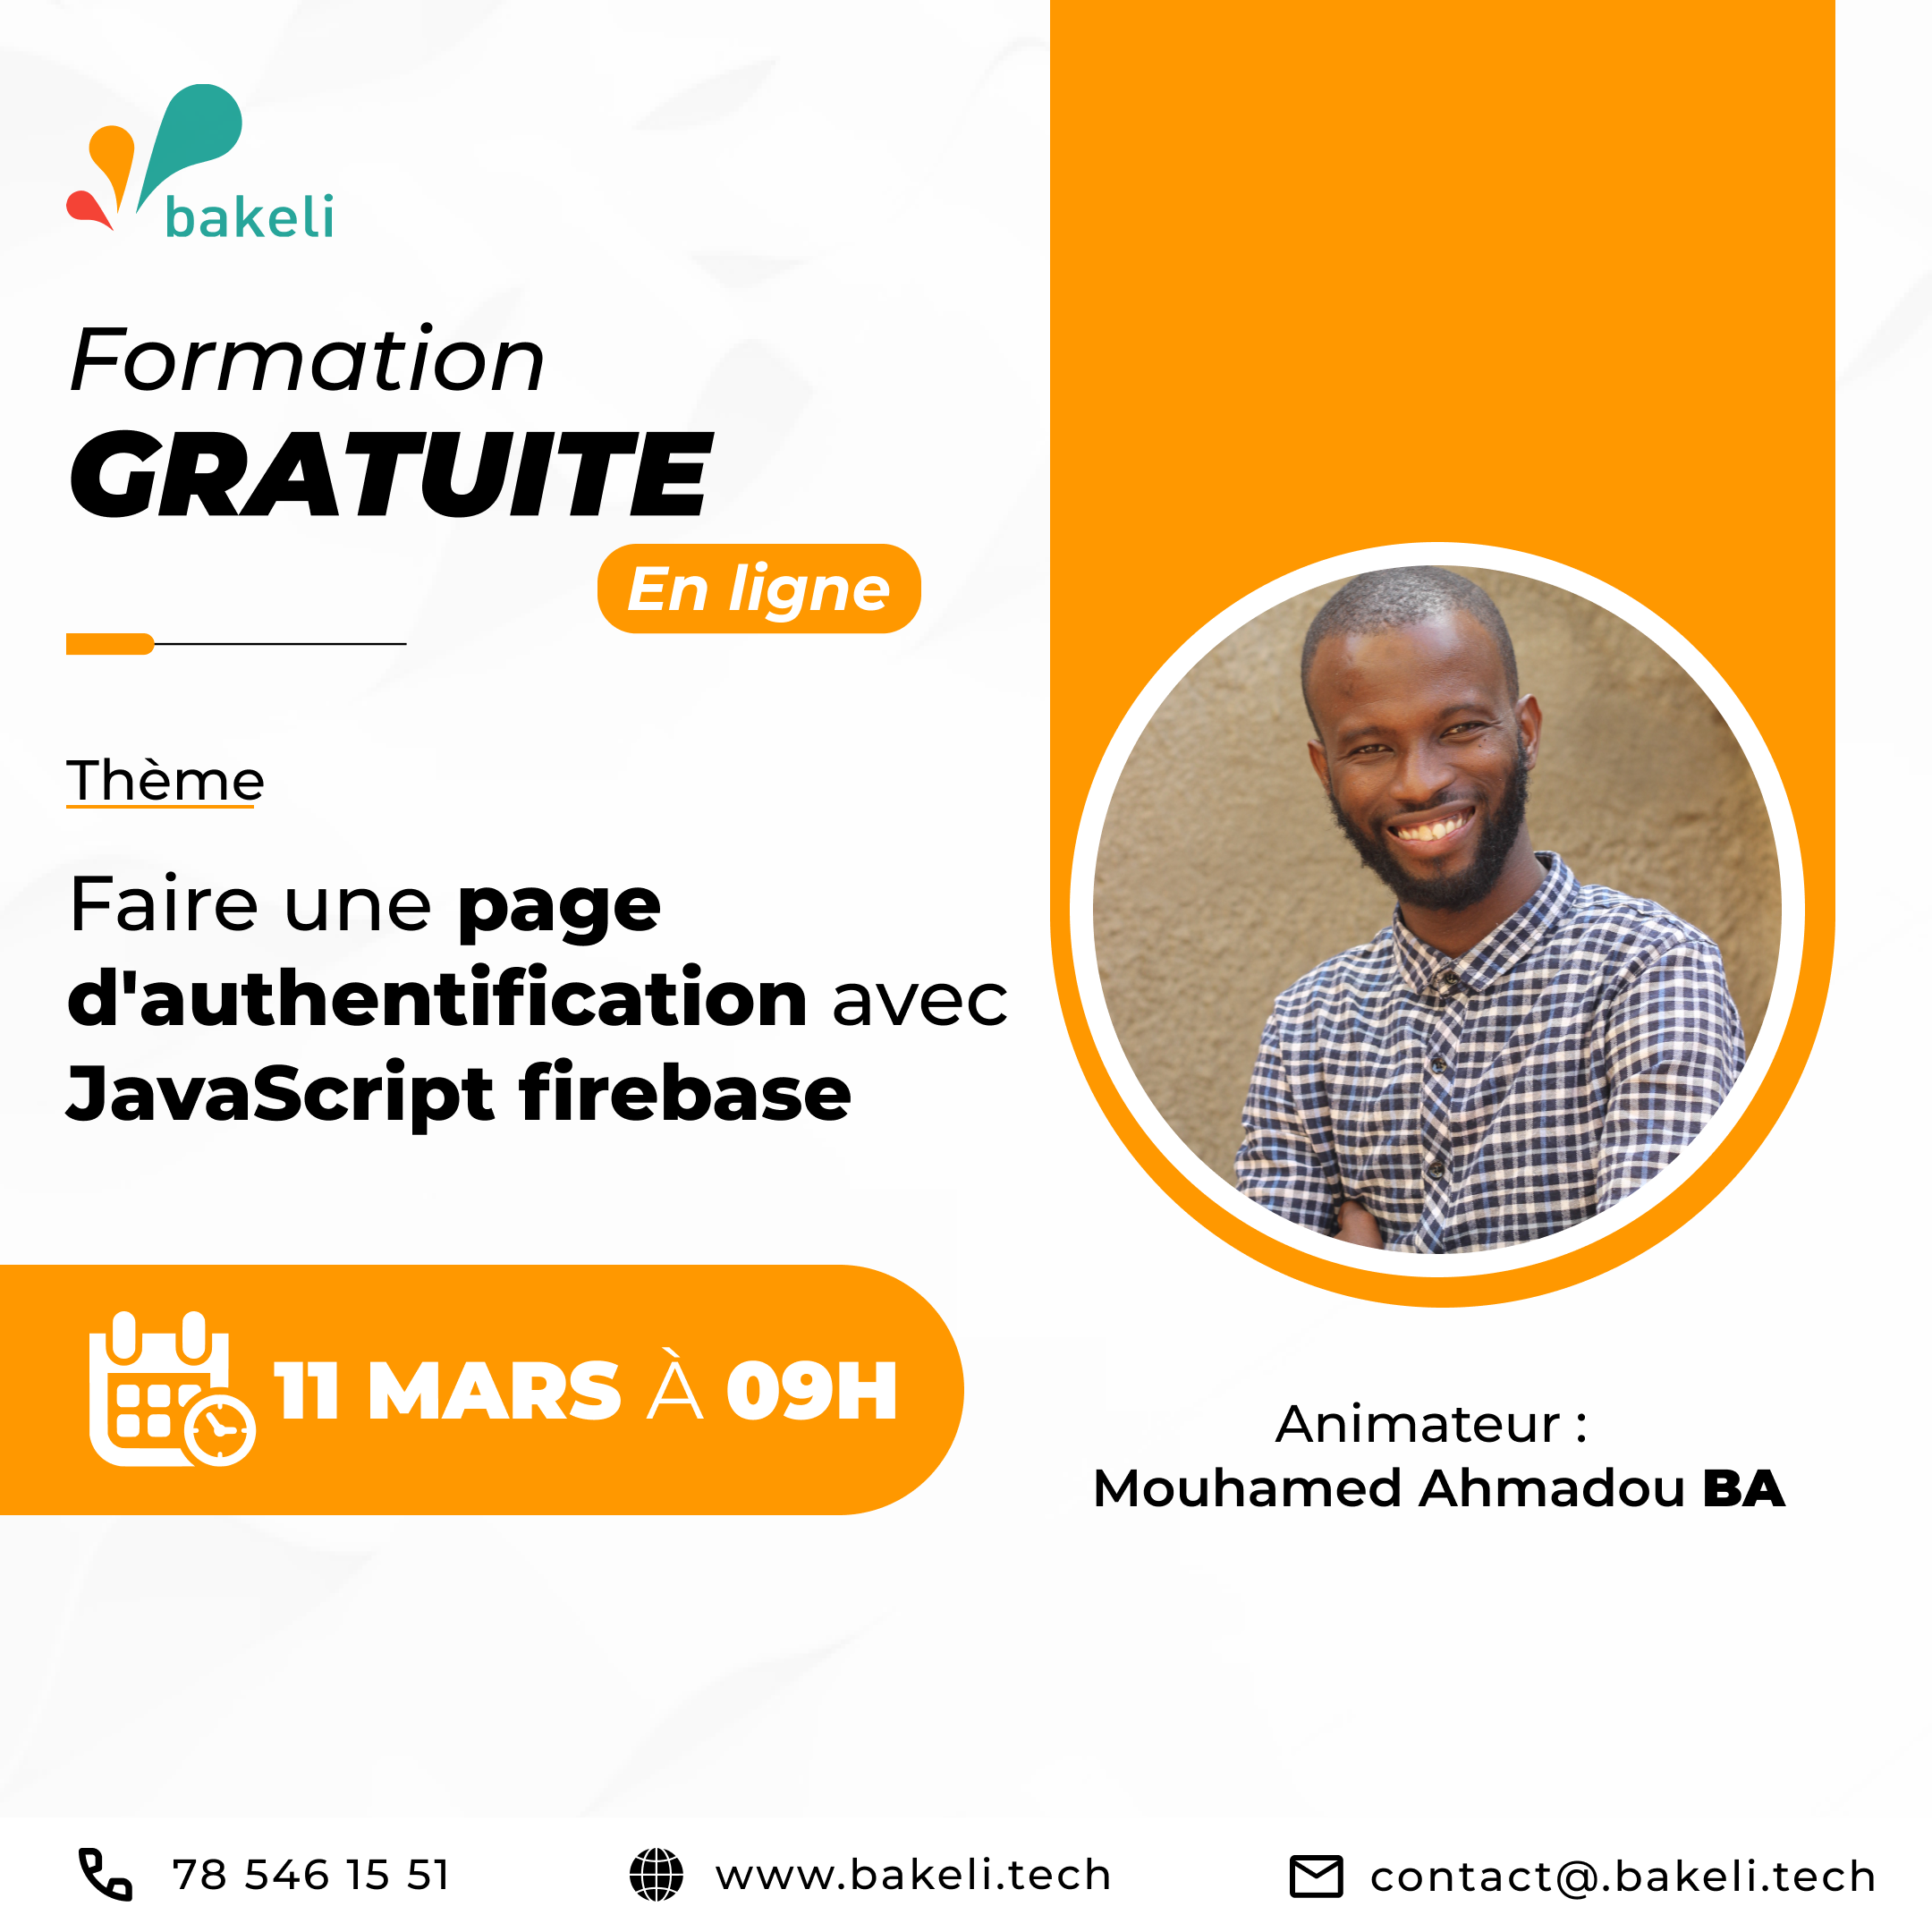 bakeli
Formation
GRATUITE
En ligne
Thème
Faire une page
d'authentification avec
JavaScript firebase
11 MARS À 09H
Animateur :
Mouhamed Ahmadou BA
78 546 15 51
www.bakeli.tech
contact@.bakeli.tech